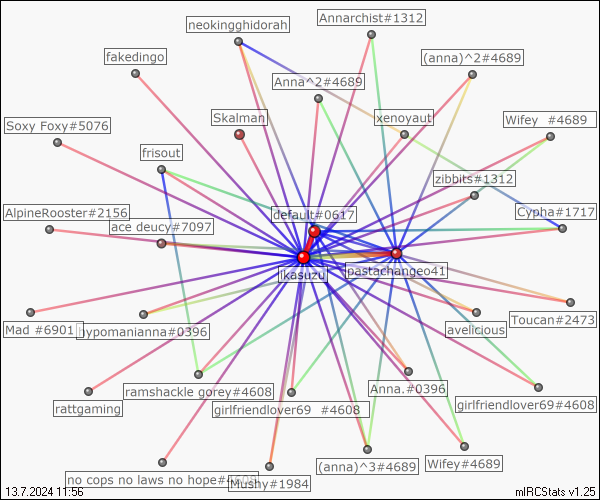 Annarchist#1312
neokingghidorah
fakedingo
(anna)^2#4689
Anna^2#4689
Skalman
xenoyaut
Wifey #4689
Soxy Foxy#5076
frisout
zibbits#1312
AlpineRooster#2156
default#0617
Cypha#1717
ace deucy#7097
ikasuzu
pastachangeo41
Toucan#2473
Mad #6901
hypomanianna#0396
avelicious
ramshackle gorey#4608
Anna.#0396
rattgaming
girlfriendlover69 #4608
girlfriendlover69#4608
(anna)^3#4689
Wifey#4689
no cops no laws no hope#4608
Mushy#1984
13.7.2024 11:56
mIRCStats v1.25